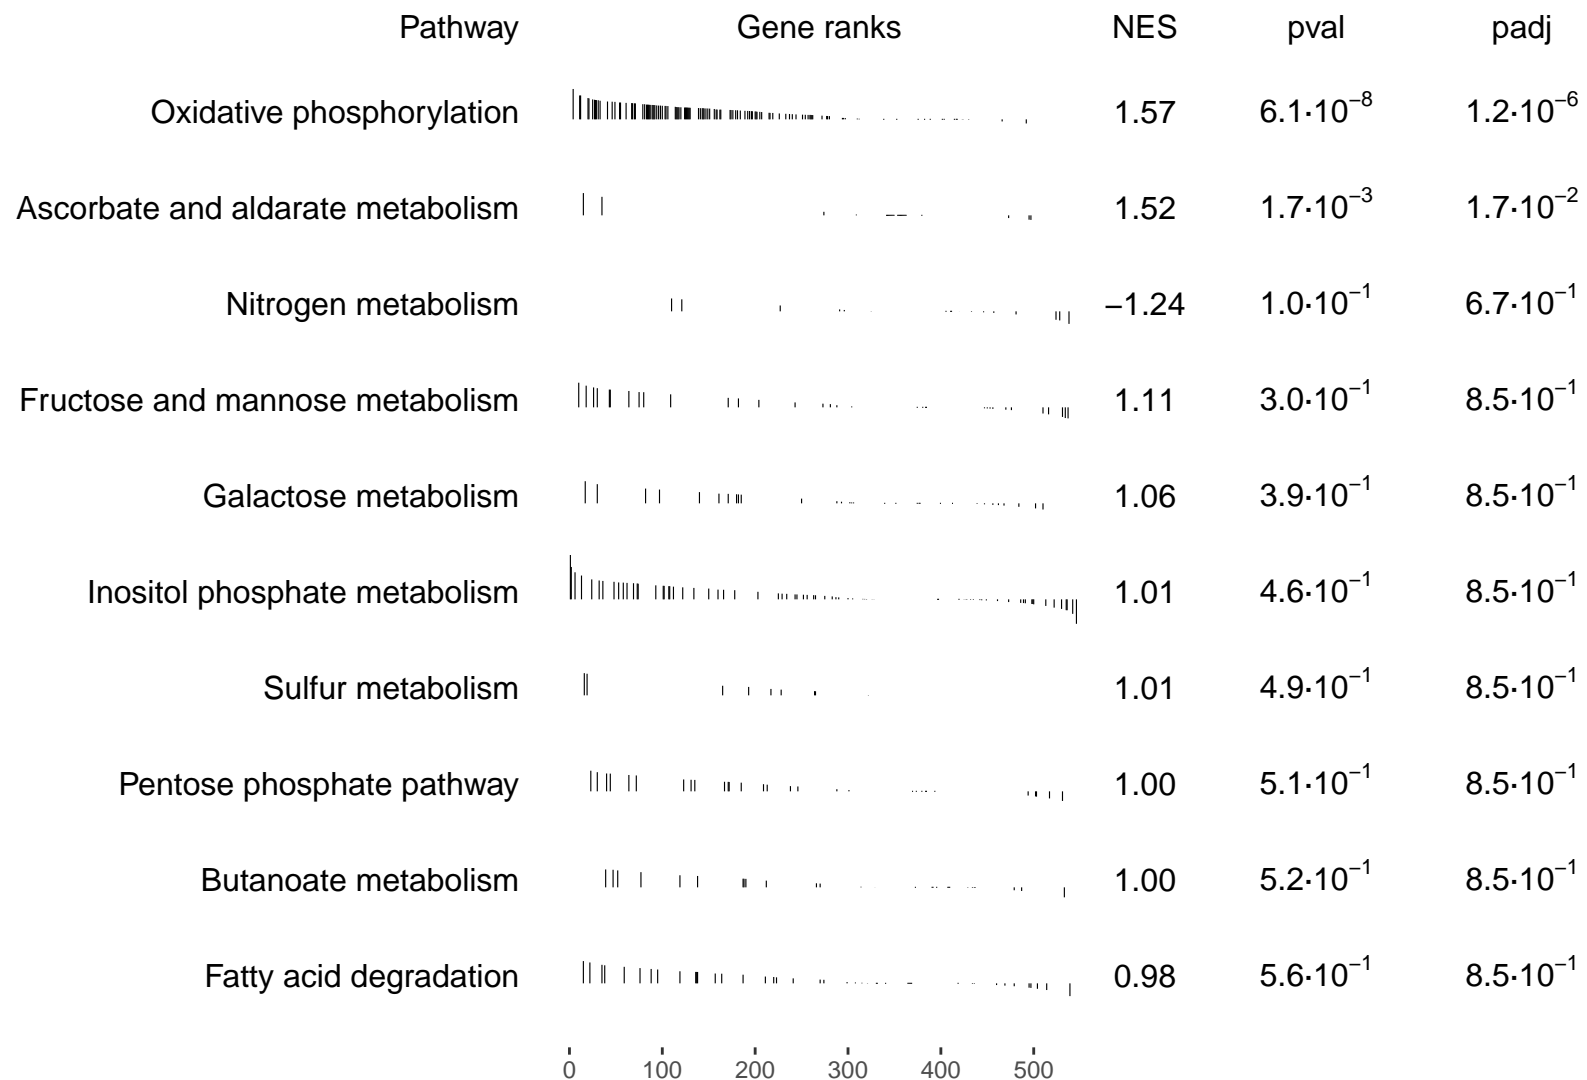 Pathway Gene ranks NES pval padj
Oxidative phosphorylation 1.57 6.1·10⁻⁸ 1.2·10⁻⁶
Ascorbate and aldarate metabolism 1.52 1.7·10⁻³ 1.7·10⁻²
Nitrogen metabolism −1.24 1.0·10⁻¹ 6.7·10⁻¹
Fructose and mannose metabolism 1.11 3.0·10⁻¹ 8.5·10⁻¹
Galactose metabolism 1.06 3.9·10⁻¹ 8.5·10⁻¹
Inositol phosphate metabolism 1.01 4.6·10⁻¹ 8.5·10⁻¹
Sulfur metabolism 1.01 4.9·10⁻¹ 8.5·10⁻¹
Pentose phosphate pathway 1.00 5.1·10⁻¹ 8.5·10⁻¹
Butanoate metabolism 1.00 5.2·10⁻¹ 8.5·10⁻¹
Fatty acid degradation 0.98 5.6·10⁻¹ 8.5·10⁻¹
0 100 200 300 400 500